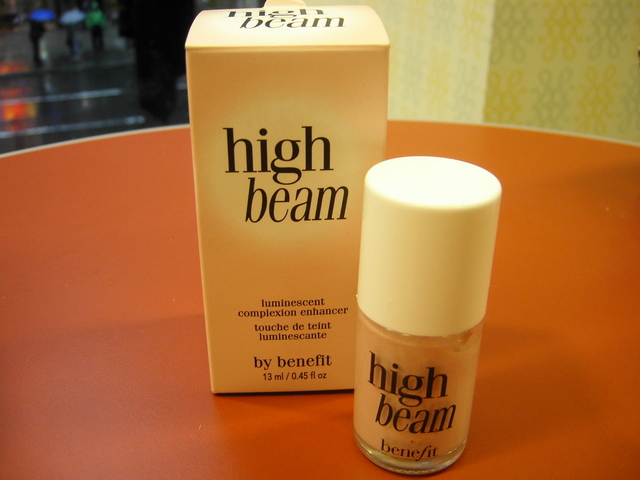 high
beam
high
beam
luminescent
complexion enhancer
touche de teint
luminescante
by benefit
13 ml / 0.45 fl oz
high
beam
benefit